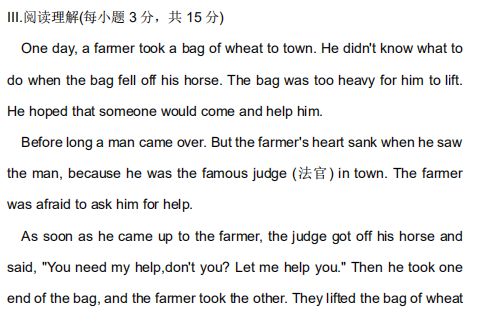 III.阅读理解(每小题 3 分，共 15 分)
One day, a farmer took a bag of wheat to town. He didn't know what to
do when the bag fell off his horse. The bag was too heavy for him to lift.
He hoped that someone would come and help him.
Before long a man came over. But the farmer's heart sank when he saw
the man, because he was the famous judge (法官) in town. The farmer
was afraid to ask him for help.
As soon as he came up to the farmer, the judge got off his horse and
said, "You need my help,don't you? Let me help you." Then he took one
end of the bag, and the farmer took the other. They lifted the bag of wheat